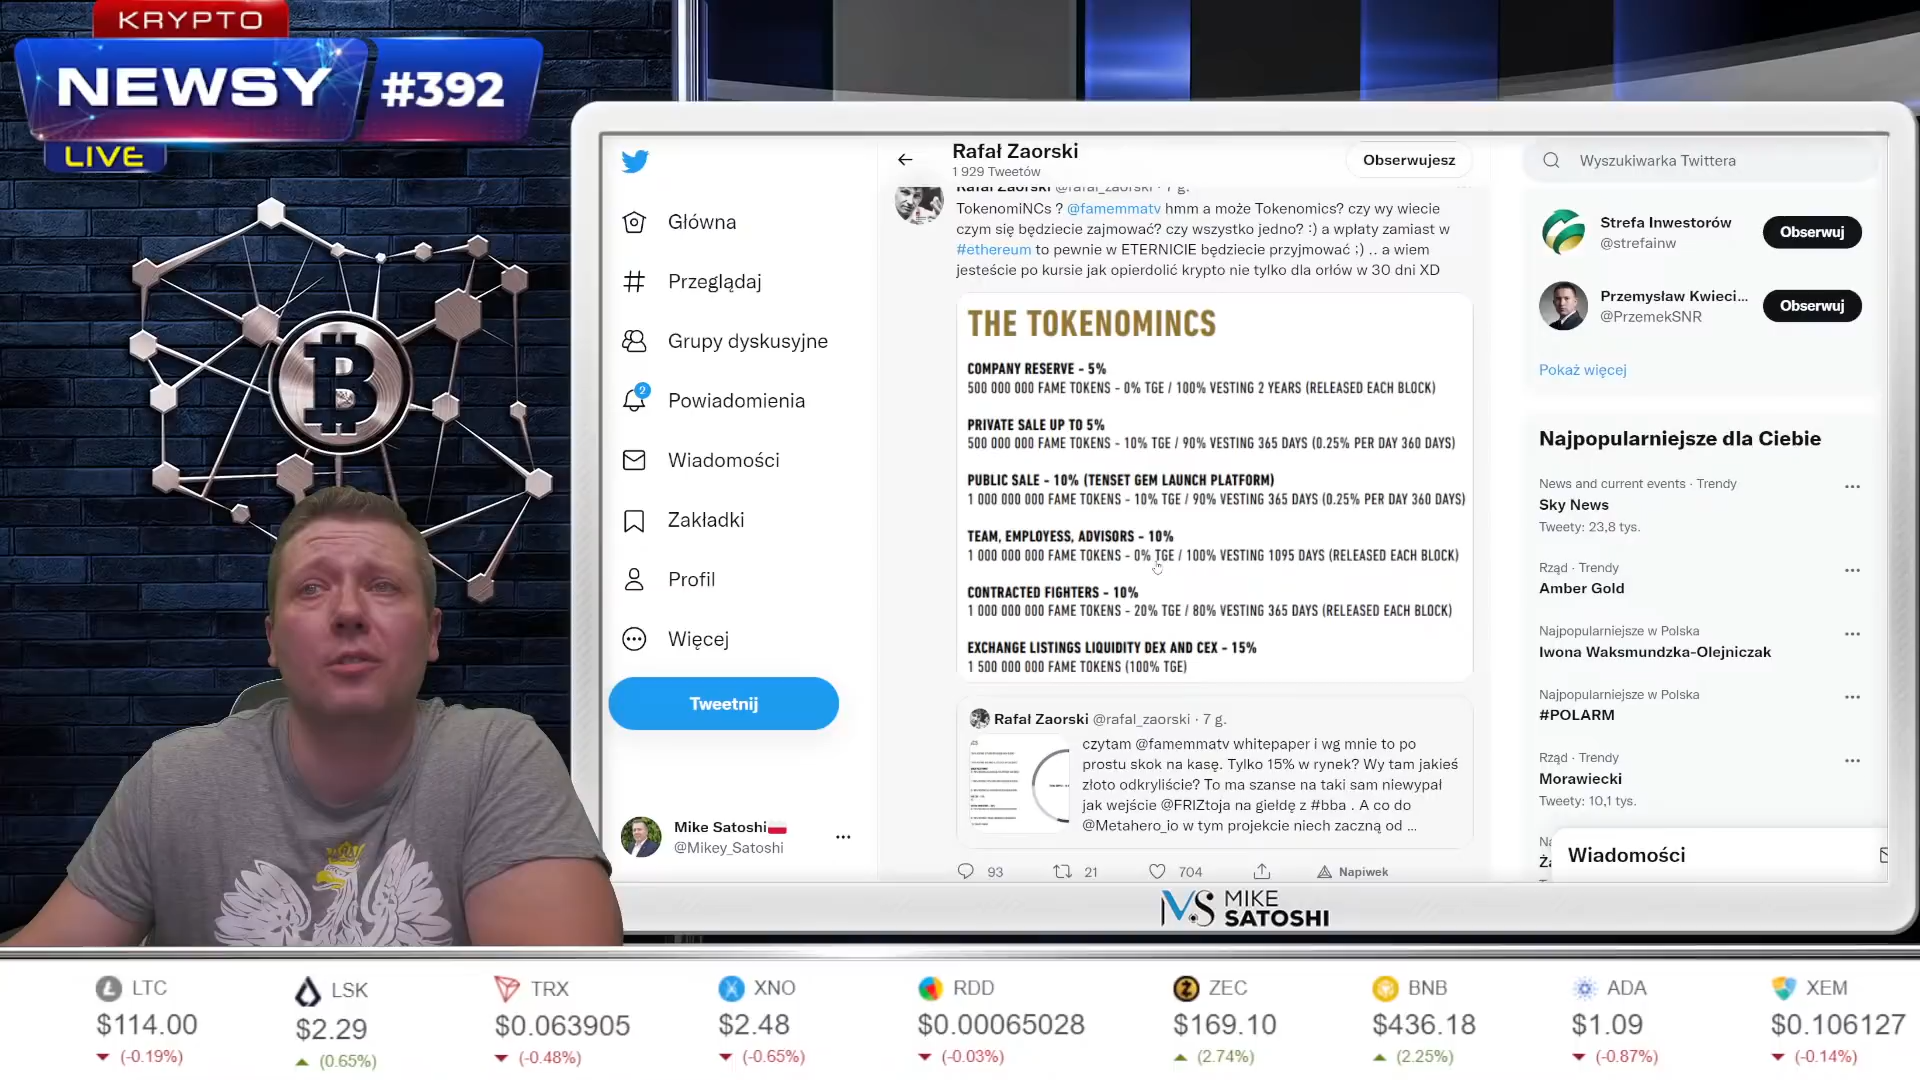 KRYPTO
NEWSY #392
LIVE
Główna
Przeglądaj
Grupy dyskusyjne
2
Powiadomienia
Wiadomości
Zakładki
Profil
Więcej
Tweetnij
Mike Satoshi
@Mikey_Satoshi
Rafał Zaorski
1 929 Tweetów
Obserwujesz
Rafał Zaorski @rafal_zaorski · 7 g.
TokenomiNCs ? @famemmatv hmm a może Tokenomics? czy wy wiecie
czym się będziecie zajmować? czy wszystko jedno? :) a wpłaty zamiast w
#ethereum to pewnie w ETERNICIE będziecie przyjmować ;) .. a wiem
jesteście po kursie jak opierdolić krypto nie tylko dla orłów w 30 dni XD
THE TOKENOMINCS
COMPANY RESERVE - 5%
500 000 000 FAME TOKENS - 0% TGE / 100% VESTING 2 YEARS (RELEASED EACH BLOCK)
PRIVATE SALE UP TO 5%
500 000 000 FAME TOKENS - 10% TGE / 90% VESTING 365 DAYS (0.25% PER DAY 360 DAYS)
PUBLIC SALE - 10% (TENSET GEM LAUNCH PLATFORM)
1 000 000 000 FAME TOKENS - 10% TGE / 90% VESTING 365 DAYS (0.25% PER DAY 360 DAYS)
TEAM, EMPLOYESS, ADVISORS - 10%
1 000 000 000 FAME TOKENS - 0% TGE / 100% VESTING 1095 DAYS (RELEASED EACH BLOCK)
CONTRACTED FIGHTERS - 10%
1 000 000 000 FAME TOKENS - 20% TGE / 80% VESTING 365 DAYS (RELEASED EACH BLOCK)
EXCHANGE LISTINGS LIQUIDITY DEX AND CEX - 15%
1 500 000 000 FAME TOKENS (100% TGE)
Rafał Zaorski @rafal_zaorski · 7 g.
czytam @famemmatv whitepaper i wg mnie to po
prostu skok na kasę. Tylko 15% w rynek? Wy tam jakieś
złoto odkryliście? To ma szanse na taki sam niewypał
jak wejście @FRIZtoja na giełdę z #bba . A co do
@Metahero_io w tym projekcie niech zaczną od ...
93 21 704 Napiwek
Wyszukiwarka Twittera
Strefa Inwestorów
@strefainw
Obserwuj
Przemysław Kwieci...
@PrzemekSNR
Obserwuj
Pokaż więcej
Najpopularniejsze dla Ciebie
News and current events · Trendy
Sky News
Tweety: 23,8 tys.
Rząd · Trendy
Amber Gold
Najpopularniejsze w Polska
Iwona Waksmundzka-Olejniczak
Najpopularniejsze w Polska
#POLARM
Rząd · Trendy
Morawiecki
Tweety: 10,1 tys.
Wiadomości
MS MIKE
SATOSHI
LTC LSK TRX XNO RDD ZEC BNB ADA XEM
$114.00 $2.29 $0.063905 $2.48 $0.00065028 $169.10 $436.18 $1.09 $0.106127
(-0.19%) (0.65%) (-0.48%) (-0.65%) (-0.03%) (2.74%) (2.25%) (-0.87%) (-0.14%)